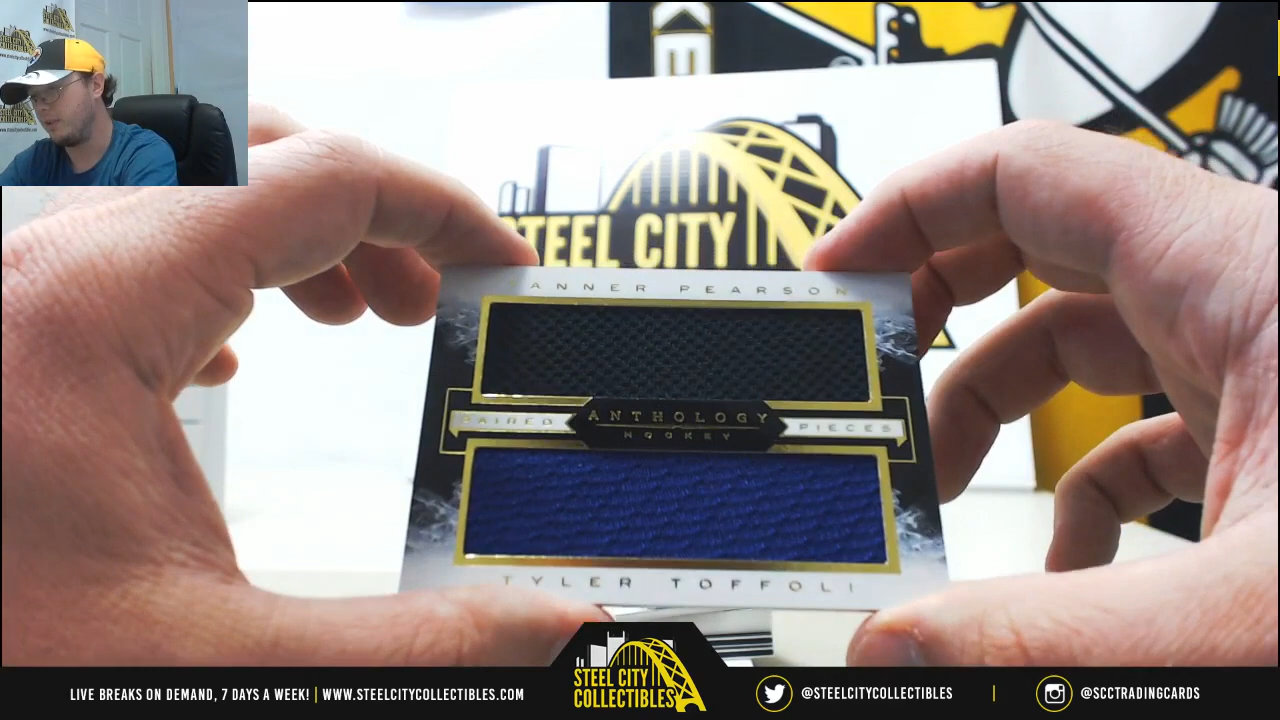 STEEL CITY
TANNER PEARSON
ANTHOLOGY
PAIRED
PIECES
HOCKEY
TYLER TOFFOLI
LIVE BREAKS ON DEMAND, 7 DAYS A WEEK! | WWW.STEELCITYCOLLECTIBLES.COM
STEEL CITY
COLLECTIBLES
@STEELCITYCOLLECTIBLES
@SCCTRADINGCARDS